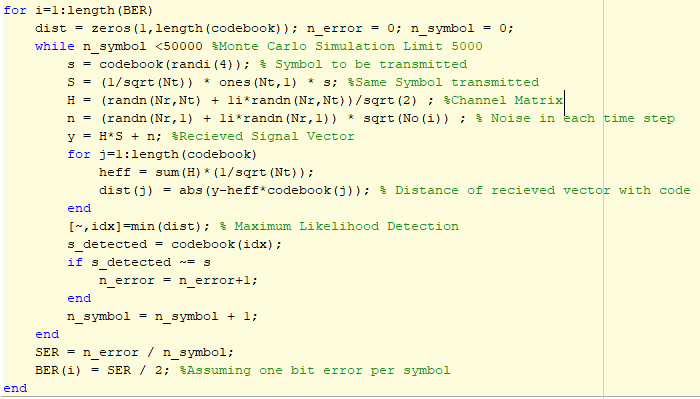 for i=1:length(BER)
dist = zeros(1,length(codebook)); n_error = 0; n_symbol = 0;
while n_symbol <50000 %Monte Carlo Simulation Limit 5000
s = codebook(randi(4)); % Symbol to be transmitted
S = (1/sqrt(Nt)) * ones(Nt,1) * s; %Same Symbol transmitted
H = (randn(Nr,Nt) + 1i*randn(Nr,Nt))/sqrt(2) ; %Channel Matrix
n = (randn(Nr,1) + 1i*randn(Nr,1)) * sqrt(No(i)) ; % Noise in each time step
y = H*S + n; %Recieved Signal Vector
for j=1:length(codebook)
heff = sum(H)*(1/sqrt(Nt));
dist(j) = abs(y-heff*codebook(j)); % Distance of recieved vector with code
end
[~,idx]=min(dist); % Maximum Likelihood Detection
s_detected = codebook(idx);
if s_detected ~= s
n_error = n_error+1;
end
n_symbol = n_symbol + 1;
end
SER = n_error / n_symbol;
BER(i) = SER / 2; %Assuming one bit error per symbol
end